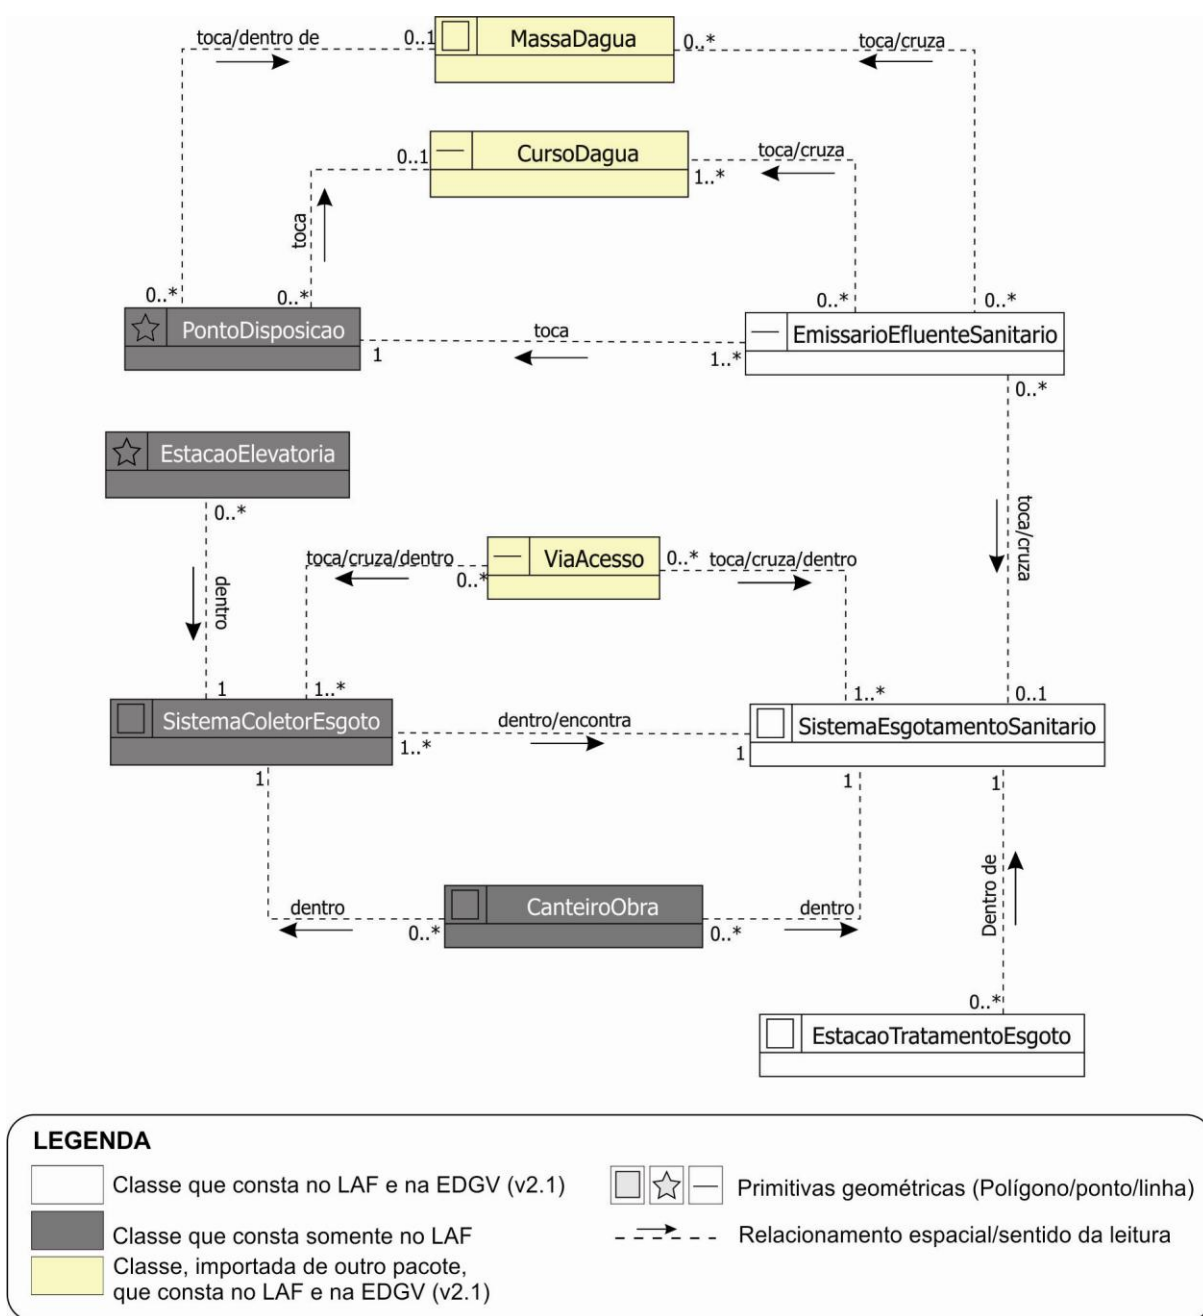 toca/dentro de
0..1
MassaDagua
0..*
toca/cruza
0..1
CursoDagua
toca/cruza
1..*
toca
0..*
0..*
0..*
0..*
PontoDisposicao
toca
EmissarioEfluenteSanitario
1
1..*
0..*
EstacaoElevatoria
0..*
toca/cruza
dentro
toca/cruza/dentro
ViaAcesso
0..*
toca/cruza/dentro
0..*
1
1..*
1..*
0..1
SistemaColetorEsgoto
dentro/encontra
SistemaEsgotamentoSanitario
1..*
1
1
1
1
Dentro de
dentro
CanteiroObra
dentro
0..*
0..*
0..*
EstacaoTratamentoEsgoto
LEGENDA
Classe que consta no LAF e na EDGV (v2.1)
Classe que consta somente no LAF
Classe, importada de outro pacote,
que consta no LAF e na EDGV (v2.1)
Primitivas geométricas (Polígono/ponto/linha)
Relacionamento espacial/sentido da leitura